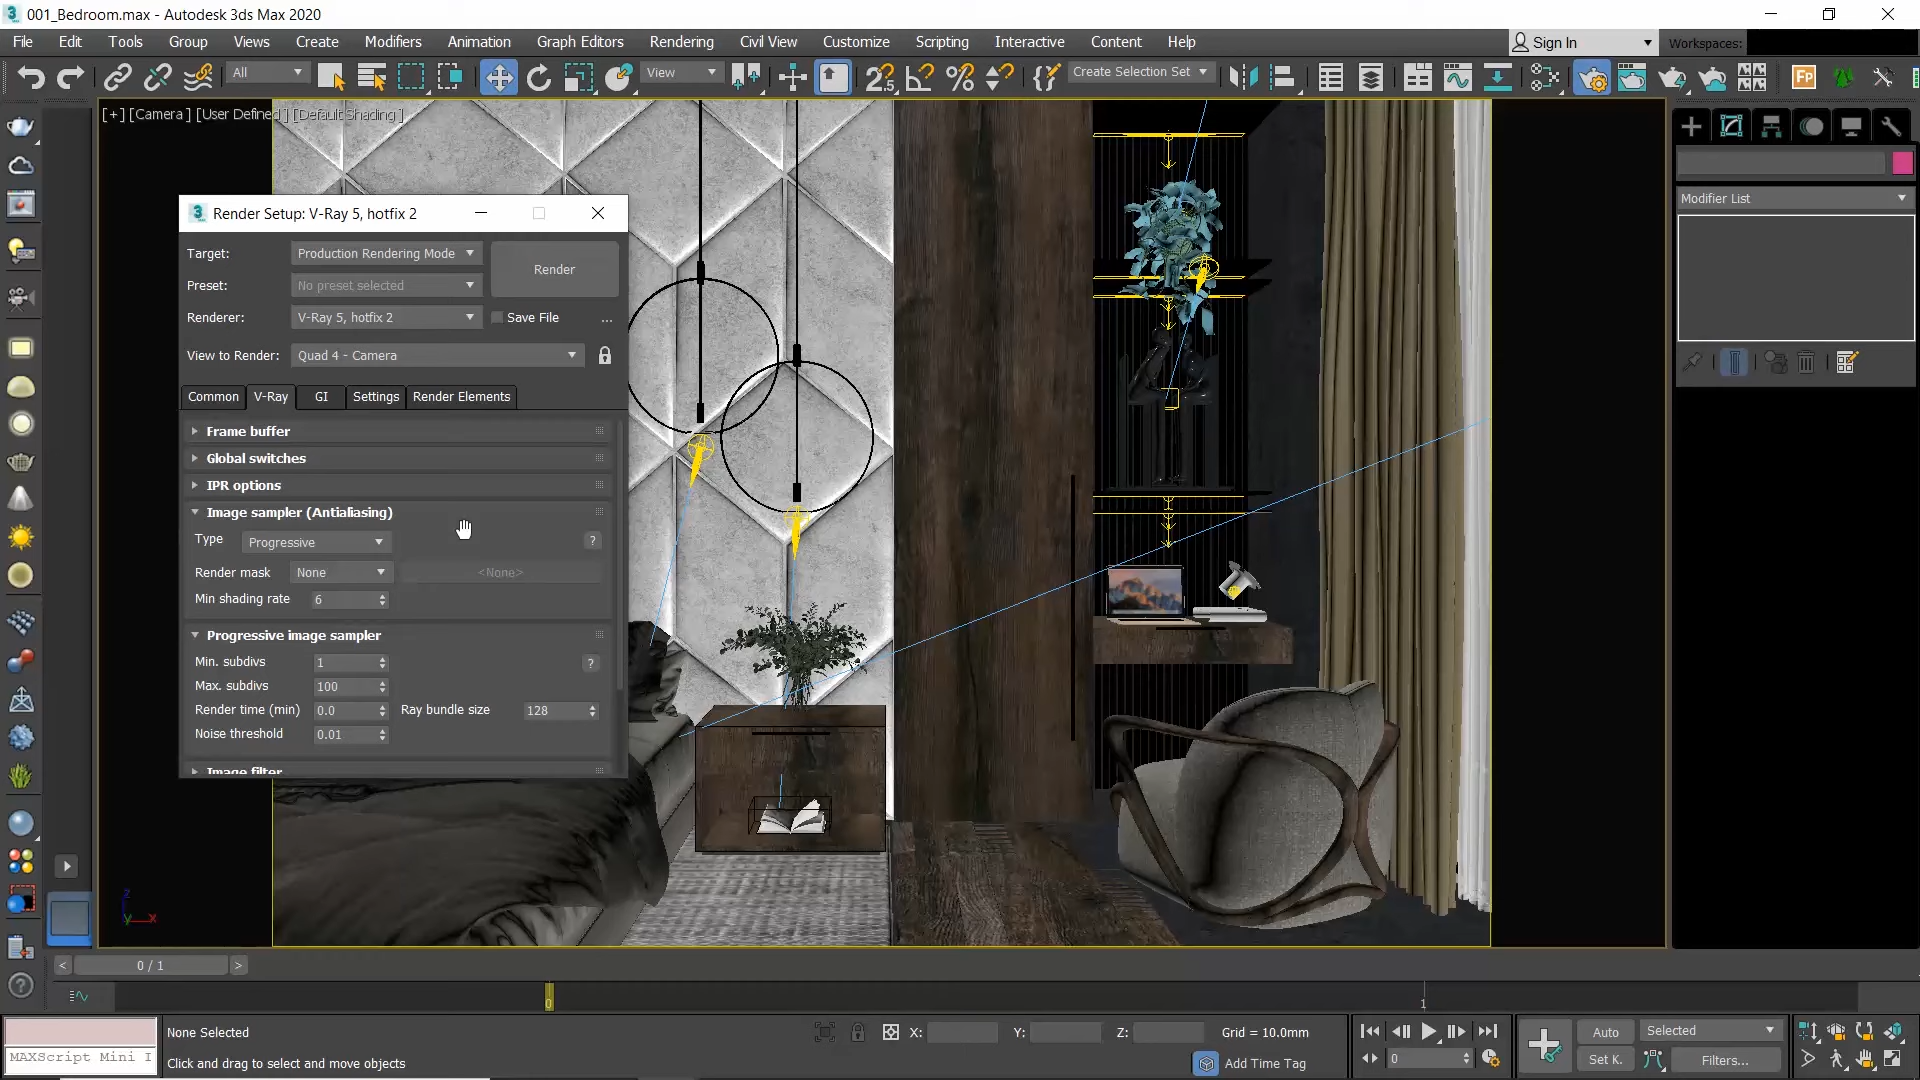 001_Bedroom.max - Autodesk 3ds Max 2020
File Edit Tools Group Views Create Modifiers Animation Graph Editors Rendering Civil View Customize Scripting Interactive Content Help
Sign In
Workspaces:
All
View
Create Selection Set
[+] [Camera ] [User Defined ] [Default Shading ]
Modifier List
Render Setup: V-Ray 5, hotfix 2
Target: Production Rendering Mode
Render
Preset: No preset selected
Renderer: V-Ray 5, hotfix 2
Save File ...
View to Render: Quad 4 - Camera
Common V-Ray GI Settings Render Elements
Frame buffer
Global switches
IPR options
Image sampler (Antialiasing)
Type Progressive ?
Render mask None <None>
Min shading rate 6
Progressive image sampler
Min. subdivs 1 ?
Max. subdivs 100
Render time (min) 0.0 Ray bundle size 128
Noise threshold 0.01
Image filter
z
y x
< 0 / 1 >
0 1
None Selected
X: Y: Z: Grid = 10.0mm
Auto
Selected
MAXScript Mini I
Click and drag to select and move objects
Add Time Tag
0
Set K.
Filters...